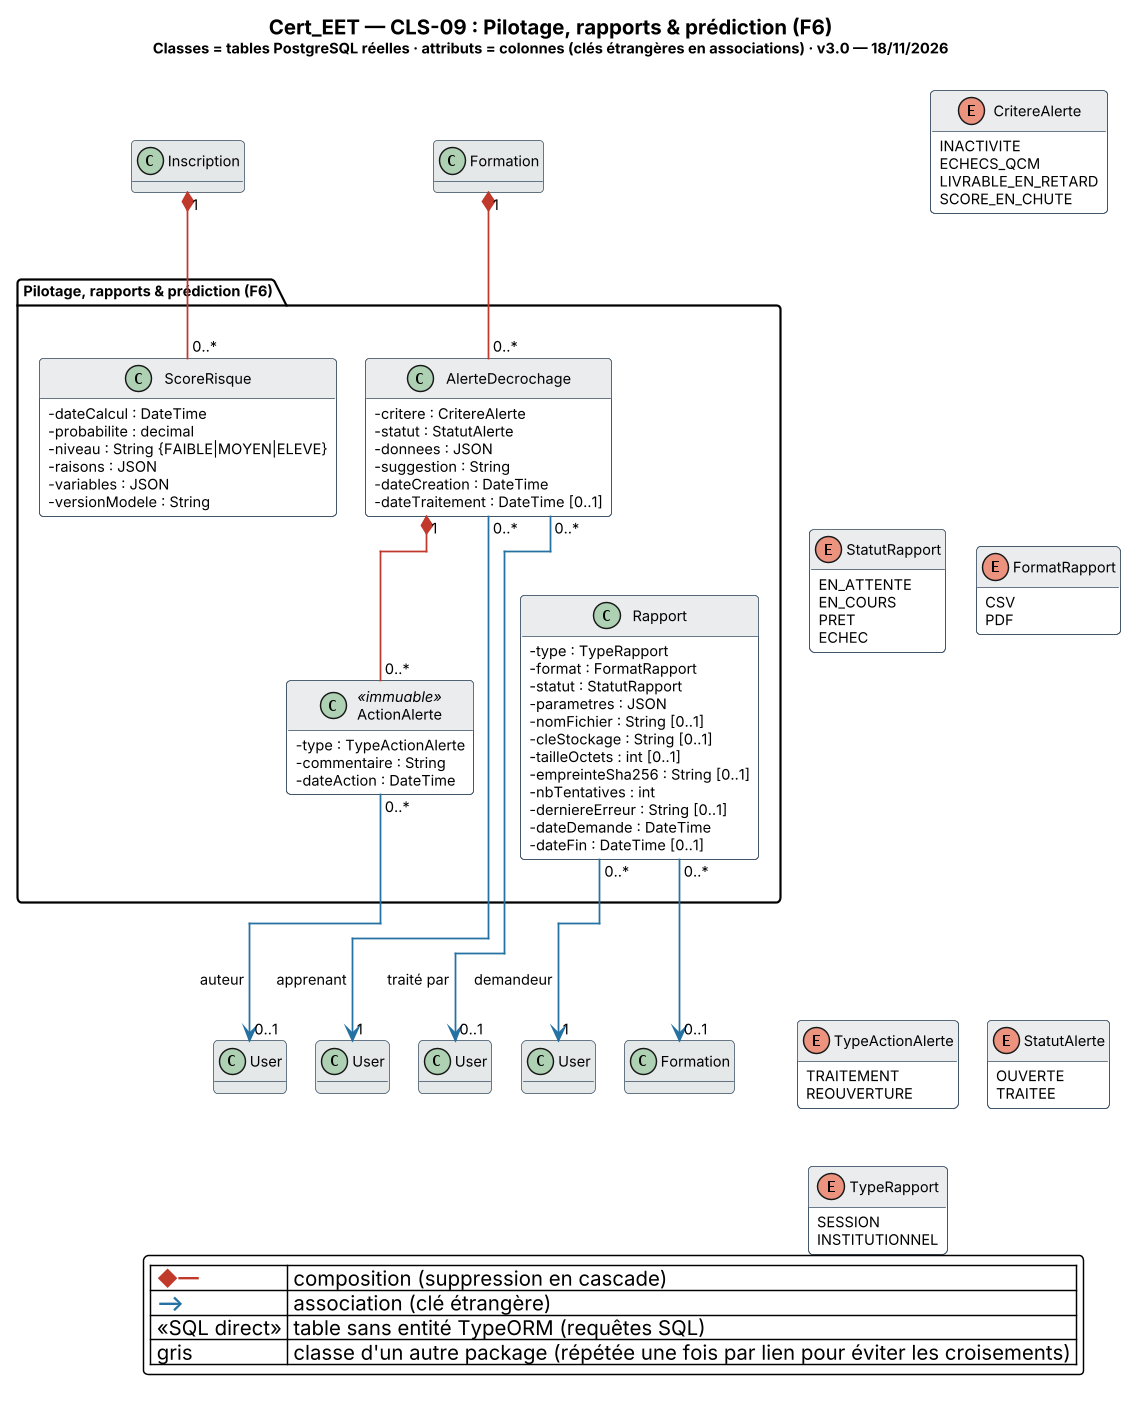 Cert_EET — CLS-09 : Pilotage, rapports & prédiction (F6)
Classes = tables PostgreSQL réelles · attributs = colonnes (clés étrangères en associations) · v3.0 — 18/11/2026
E CritereAlerte
INACTIVITE
ECHECS_QCM
LIVRABLE_EN_RETARD
SCORE_EN_CHUTE
C Inscription
C Formation
1
1
Pilotage, rapports & prédiction (F6)
0..*
0..*
C ScoreRisque
-dateCalcul : DateTime
-probabilite : decimal
-niveau : String {FAIBLE|MOYEN|ELEVE}
-raisons : JSON
-variables : JSON
-versionModele : String
C AlerteDecrochage
-critere : CritereAlerte
-statut : StatutAlerte
-donnees : JSON
-suggestion : String
-dateCreation : DateTime
-dateTraitement : DateTime [0..1]
1
0..*
0..*
E StatutRapport
EN_ATTENTE
EN_COURS
PRET
ECHEC
E FormatRapport
CSV
PDF
C Rapport
-type : TypeRapport
-format : FormatRapport
-statut : StatutRapport
-parametres : JSON
-nomFichier : String [0..1]
-cleStockage : String [0..1]
-tailleOctets : int [0..1]
-empreinteSha256 : String [0..1]
-nbTentatives : int
-derniereErreur : String [0..1]
-dateDemande : DateTime
-dateFin : DateTime [0..1]
0..*
C «immuable»
ActionAlerte
-type : TypeActionAlerte
-commentaire : String
-dateAction : DateTime
0..*
0..*
0..*
auteur
apprenant
traité par
demandeur
0..1
1
0..1
1
0..1
C User
C User
C User
C User
C Formation
E TypeActionAlerte
TRAITEMENT
REOUVERTURE
E StatutAlerte
OUVERTE
TRAITEE
E TypeRapport
SESSION
INSTITUTIONNEL
composition (suppression en cascade)
association (clé étrangère)
«SQL direct» table sans entité TypeORM (requêtes SQL)
gris classe d'un autre package (répétée une fois par lien pour éviter les croisements)